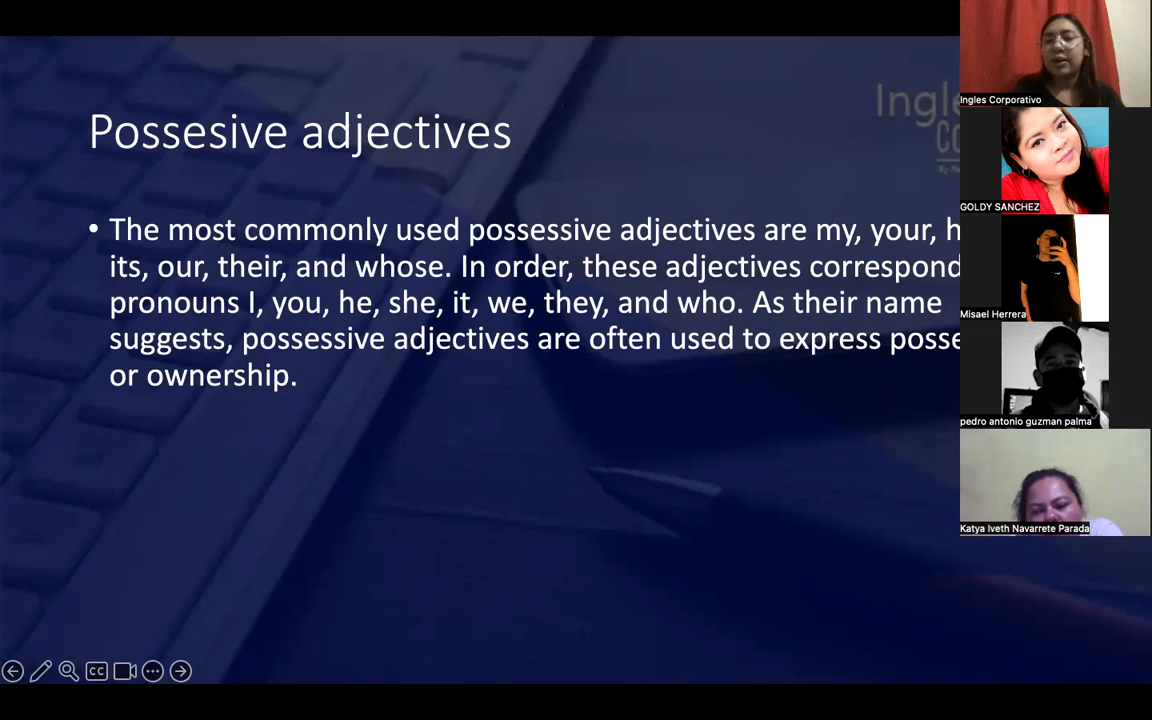 Possesive adjectives
• The most commonly used possessive adjectives are my, your,
its, our, their, and whose. In order, these adjectives correspond
pronouns I, you, he, she, it, we, they, and who. As their name
suggests, possessive adjectives are often used to express
or ownership.
Ingles Corporativo
GOLDY SANCHEZ
Misael Herrera
pedro antonio guzman palma
Katya Iveth Navarrete Parada
CC